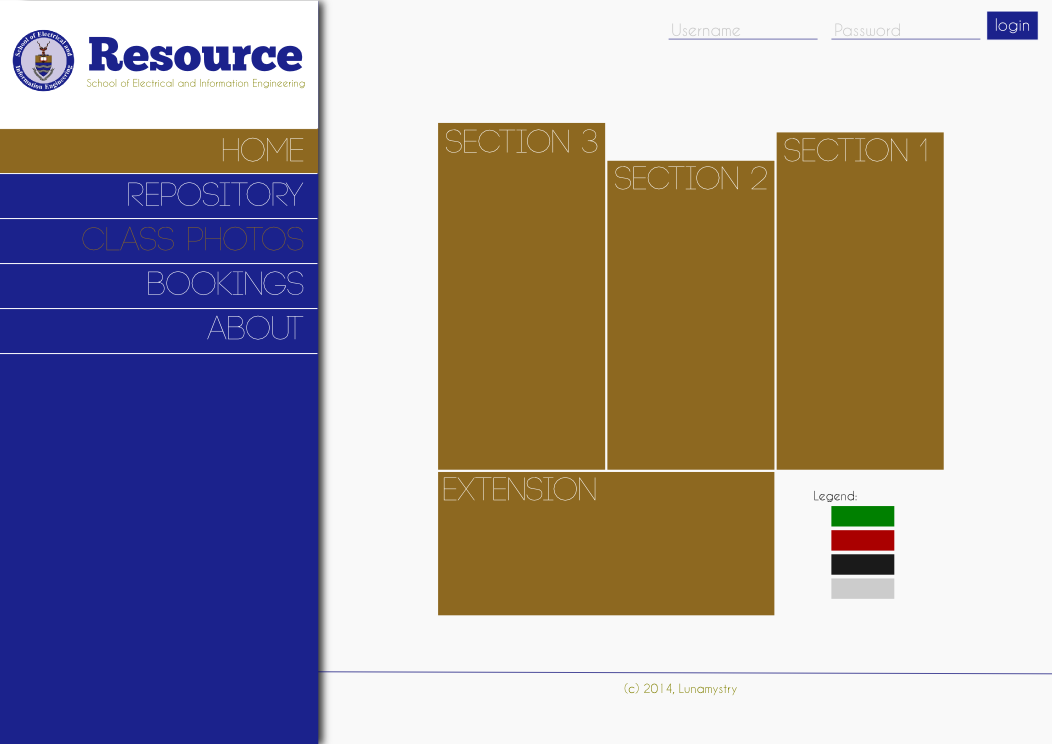 School of Electrical and
Information Engineering
Resource
School of Electrical and Information Engineering
Username
Password
login
HOME
REPOSITORY
CLASS PHOTOS
BOOKINGS
ABOUT
SECTION 3
SECTION 2
SECTION 1
EXTENSION
Legend:
(c) 2014, Lunamystry